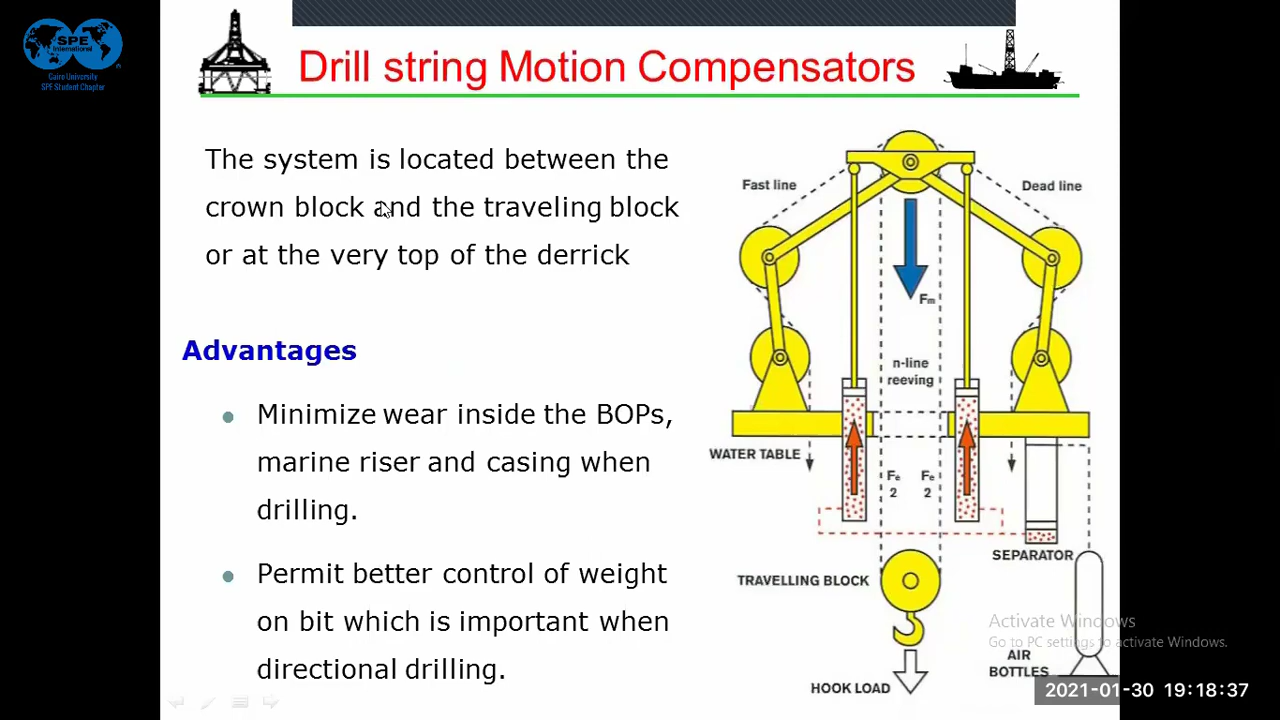 SPE
International
Cairo University
SPE Student Chapter
Drill string Motion Compensators
The system is located between the
crown block and the traveling block
or at the very top of the derrick
Advantages
• Minimize wear inside the BOPs,
marine riser and casing when
drilling.
• Permit better control of weight
on bit which is important when
directional drilling.
Fast line
Dead line
Fm
n-line
reeving
WATER TABLE
Fe Fe
2 2
SEPARATOR
TRAVELLING BLOCK
AIR
BOTTLES
HOOK LOAD
Activate Windows
Go to PC settings to activate Windows.
2021-01-30 19:18:37